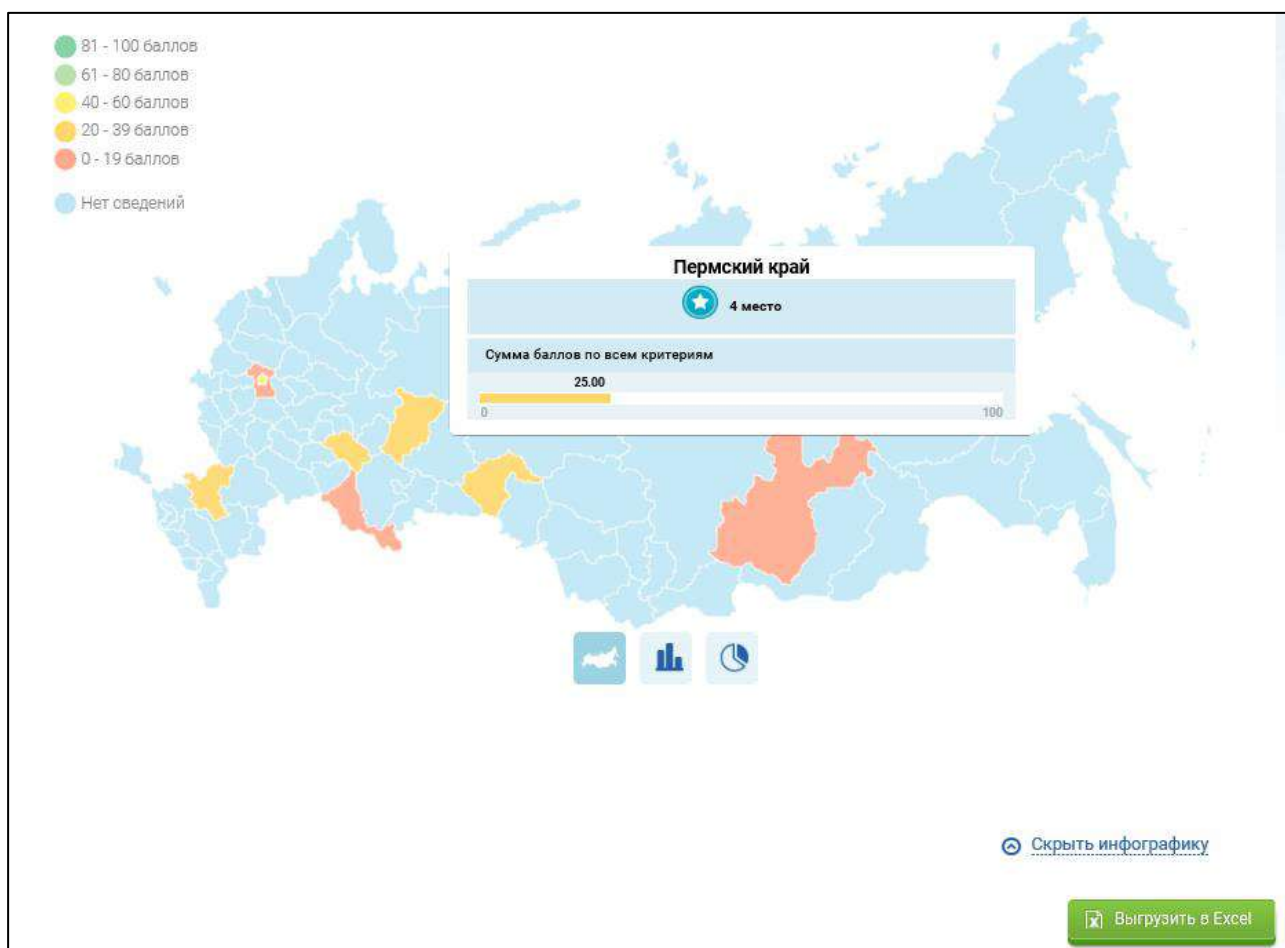 81 - 100 баллов
61 - 80 баллов
40 - 60 баллов
20 - 39 баллов
0 - 19 баллов
Нет сведений
Пермский край
4 место
Сумма баллов по всем критериям
25.00
0 100
Скрыть инфографику
Выгрузить в Excel